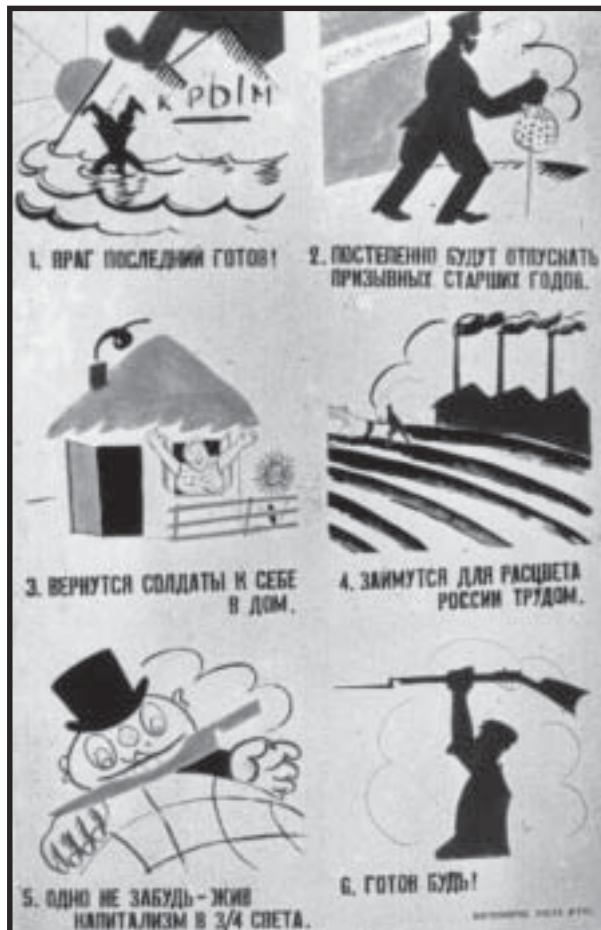 КРЫМ
1. ВРАГ ПОСЛЕДНИЙ ГОТОВ!
2. ПОСТЕПЕННО БУДУТ ОТПУСКАТЬ
ПРИЗЫВНЫХ СТАРШИХ ГОДОВ.
3. ВЕРНУТСЯ СОЛДАТЫ К СЕБЕ
В ДОМ.
4. ЗАЙМУТСЯ ДЛЯ РАСЦВЕТА
РОССИИ ТРУДОМ.
5. ОДНО НЕ ЗАБУДЬ - ЖИВ
КАПИТАЛИЗМ В 3/4 СВЕТА.
6. ГОТОВ БУДЬ!